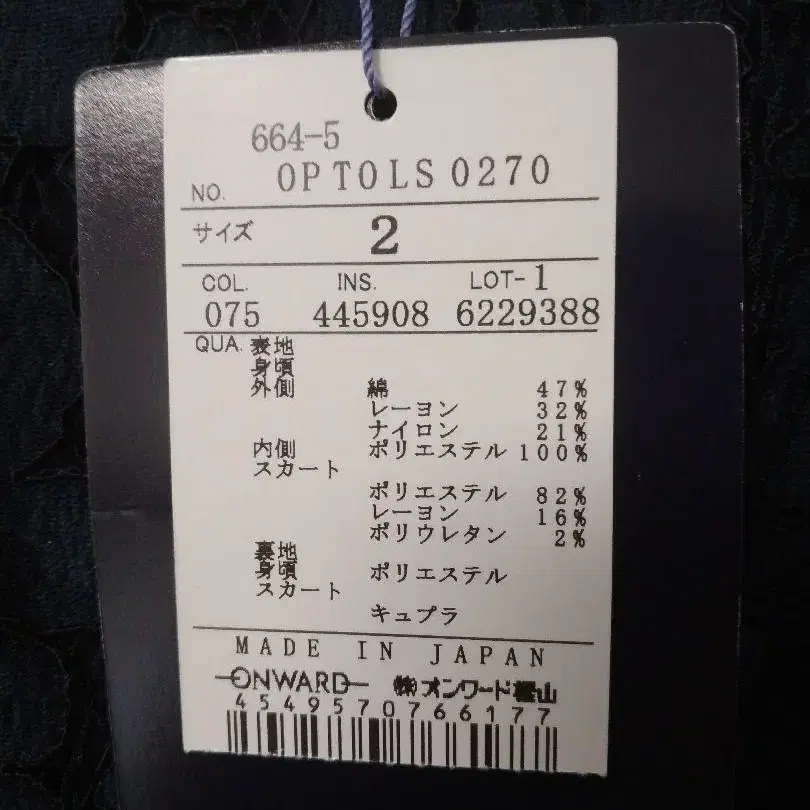 664-5
NO. OPTOLS0270
サイズ 2
COL. INS. LOT-1
075 445908 6229388
QUA. 表地
身頃
外側 綿 47%
レーヨン 32%
ナイロン 21%
内側 ポリエステル 100%
スカート
ポリエステル 82%
レーヨン 16%
ポリウレタン 2%
裏地
身頃 ポリエステル
スカート
キュプラ
MADE IN JAPAN
ONWARD ㈱オンワード樫山
4549570766177